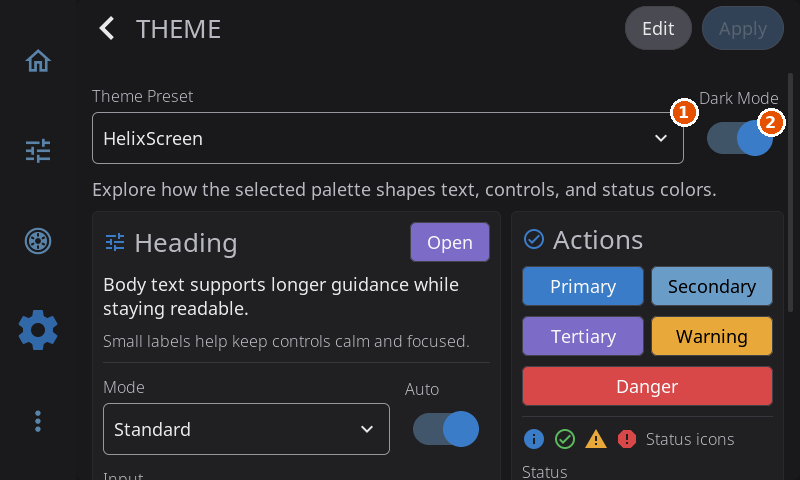 THEME
Edit
Apply
Theme Preset
Dark Mode
1
2
HelixScreen
Explore how the selected palette shapes text, controls, and status colors.
Heading
Open
Body text supports longer guidance while
staying readable.
Small labels help keep controls calm and focused.
Mode
Auto
Standard
Input
Actions
Primary
Secondary
Tertiary
Warning
Danger
Status icons
Status